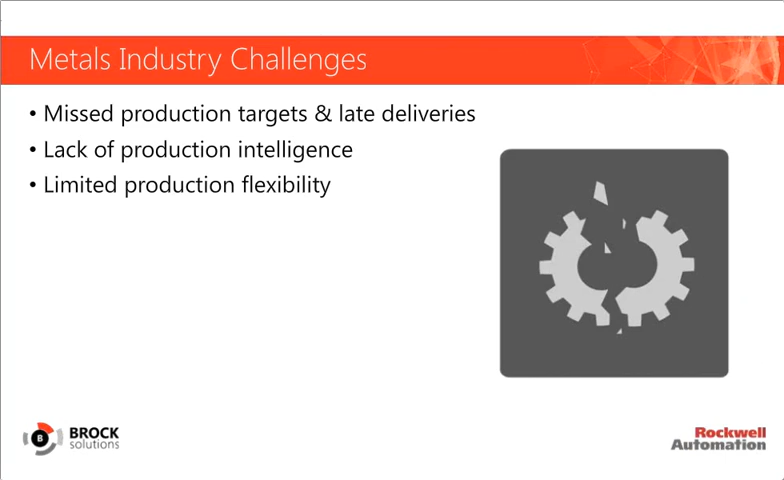 Metals Industry Challenges
• Missed production targets & late deliveries
• Lack of production intelligence
• Limited production flexibility
B
BROCK
solutions
Rockwell
Automation